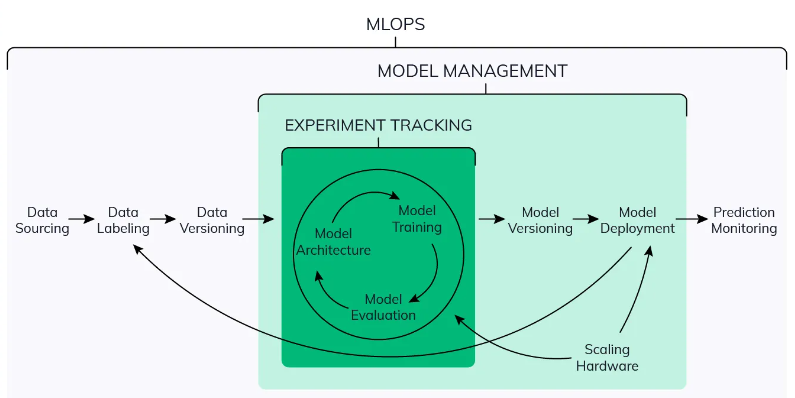 MLOPS
MODEL MANAGEMENT
EXPERIMENT TRACKING
Data
Sourcing
Data
Labeling
Data
Versioning
Model
Architecture
Model
Training
Model
Evaluation
Model
Versioning
Model
Deployment
Prediction
Monitoring
Scaling
Hardware